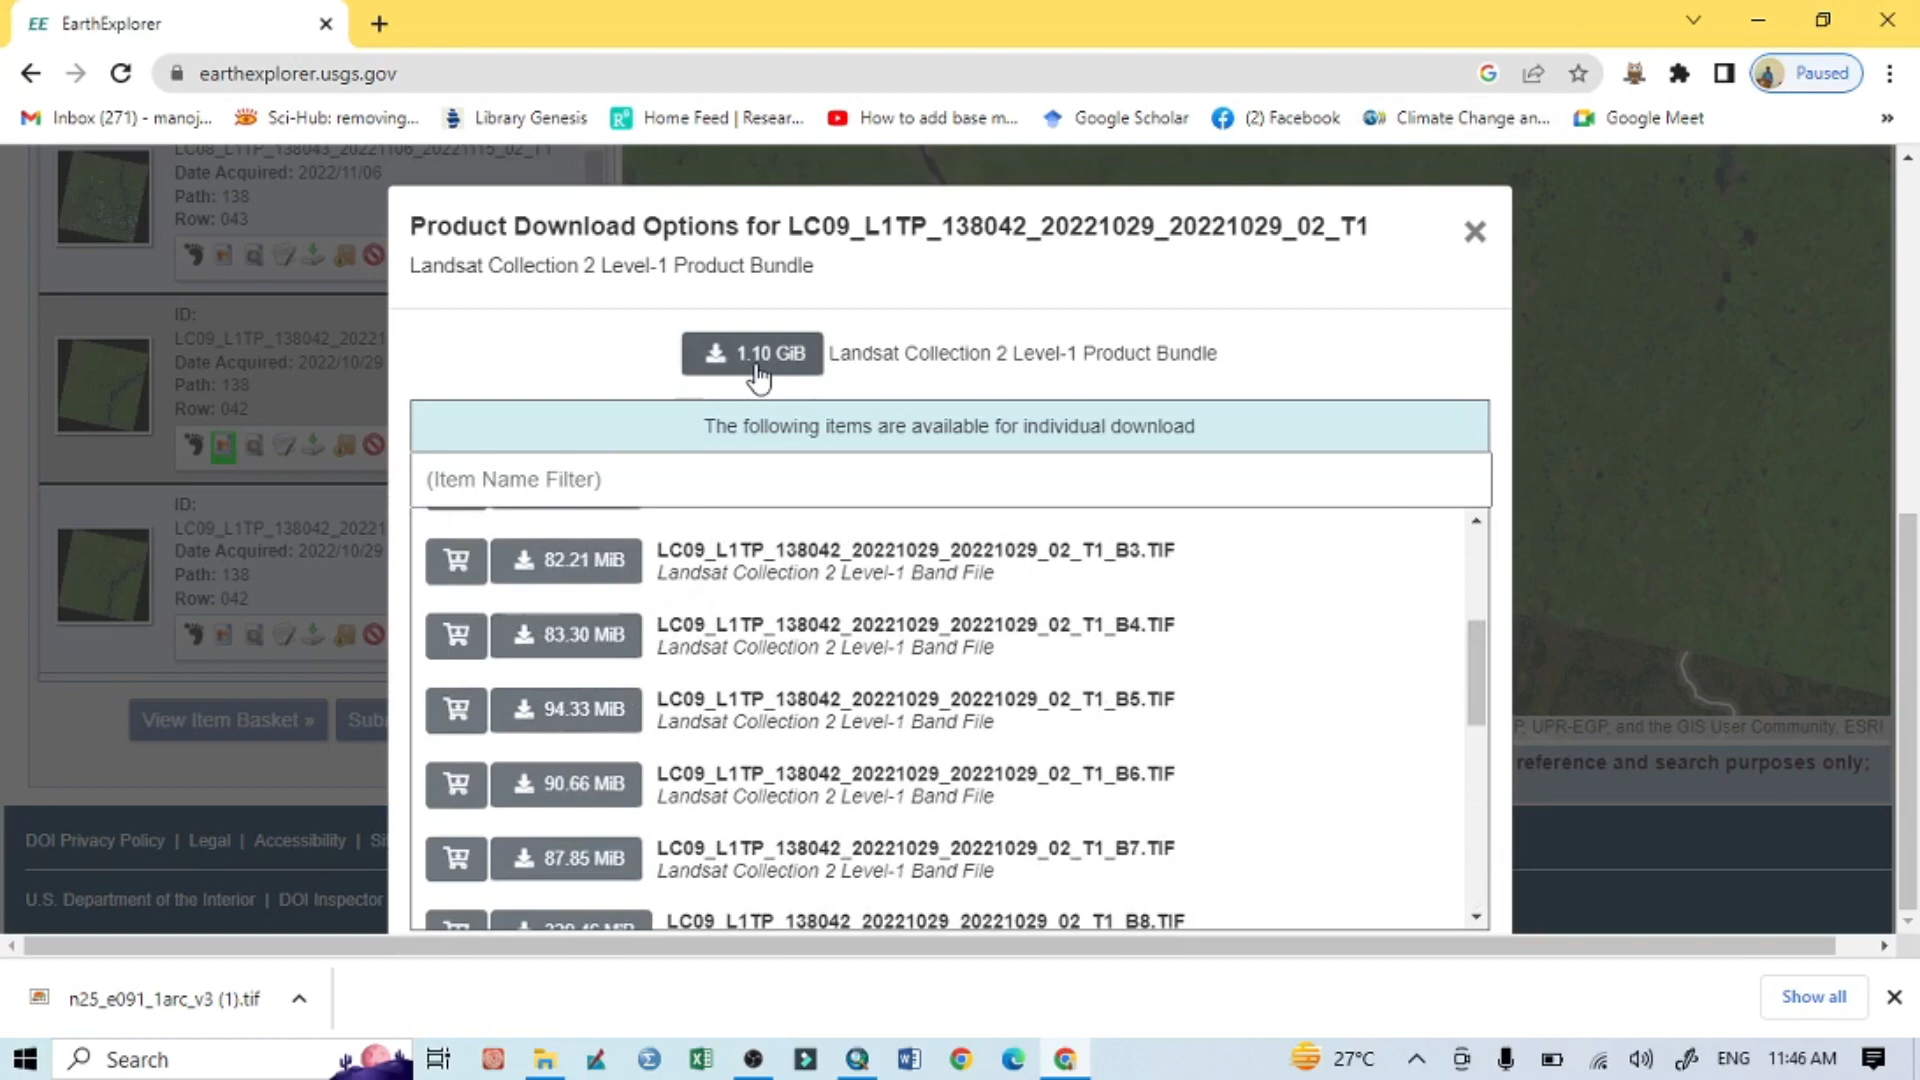 EE EarthExplorer
earthexplorer.usgs.gov
Paused
Inbox (271) - manoj...
Sci-Hub: removing...
Library Genesis
Home Feed | Resear...
How to add base m...
Google Scholar
(2) Facebook
Climate Change an...
Google Meet
»
LC08_L1TP_138043_20221106_20221115_02_T1
Date Acquired: 2022/11/06
Path: 138
Row: 043
ID:
LC09_L1TP_138042_20221
Date Acquired: 2022/10/29
Path: 138
Row: 042
ID:
LC09_L1TP_138042_20221
Date Acquired: 2022/10/29
Path: 138
Row: 042
View Item Basket »
Sub
Product Download Options for LC09_L1TP_138042_20221029_20221029_02_T1
Landsat Collection 2 Level-1 Product Bundle
1.10 GiB Landsat Collection 2 Level-1 Product Bundle
The following items are available for individual download
(Item Name Filter)
82.21 MiB LC09_L1TP_138042_20221029_20221029_02_T1_B3.TIF
Landsat Collection 2 Level-1 Band File
83.30 MiB LC09_L1TP_138042_20221029_20221029_02_T1_B4.TIF
Landsat Collection 2 Level-1 Band File
94.33 MiB LC09_L1TP_138042_20221029_20221029_02_T1_B5.TIF
Landsat Collection 2 Level-1 Band File
90.66 MiB LC09_L1TP_138042_20221029_20221029_02_T1_B6.TIF
Landsat Collection 2 Level-1 Band File
87.85 MiB LC09_L1TP_138042_20221029_20221029_02_T1_B7.TIF
Landsat Collection 2 Level-1 Band File
LC09_L1TP_138042_20221029_20221029_02_T1_B8.TIF
P, UPR-EGP, and the GIS User Community, ESRI
reference and search purposes only;
DOI Privacy Policy | Legal | Accessibility | Si
U.S. Department of the Interior | DOI Inspector
n25_e091_1arc_v3 (1).tif
Show all
Search
27°C
ENG
11:46 AM